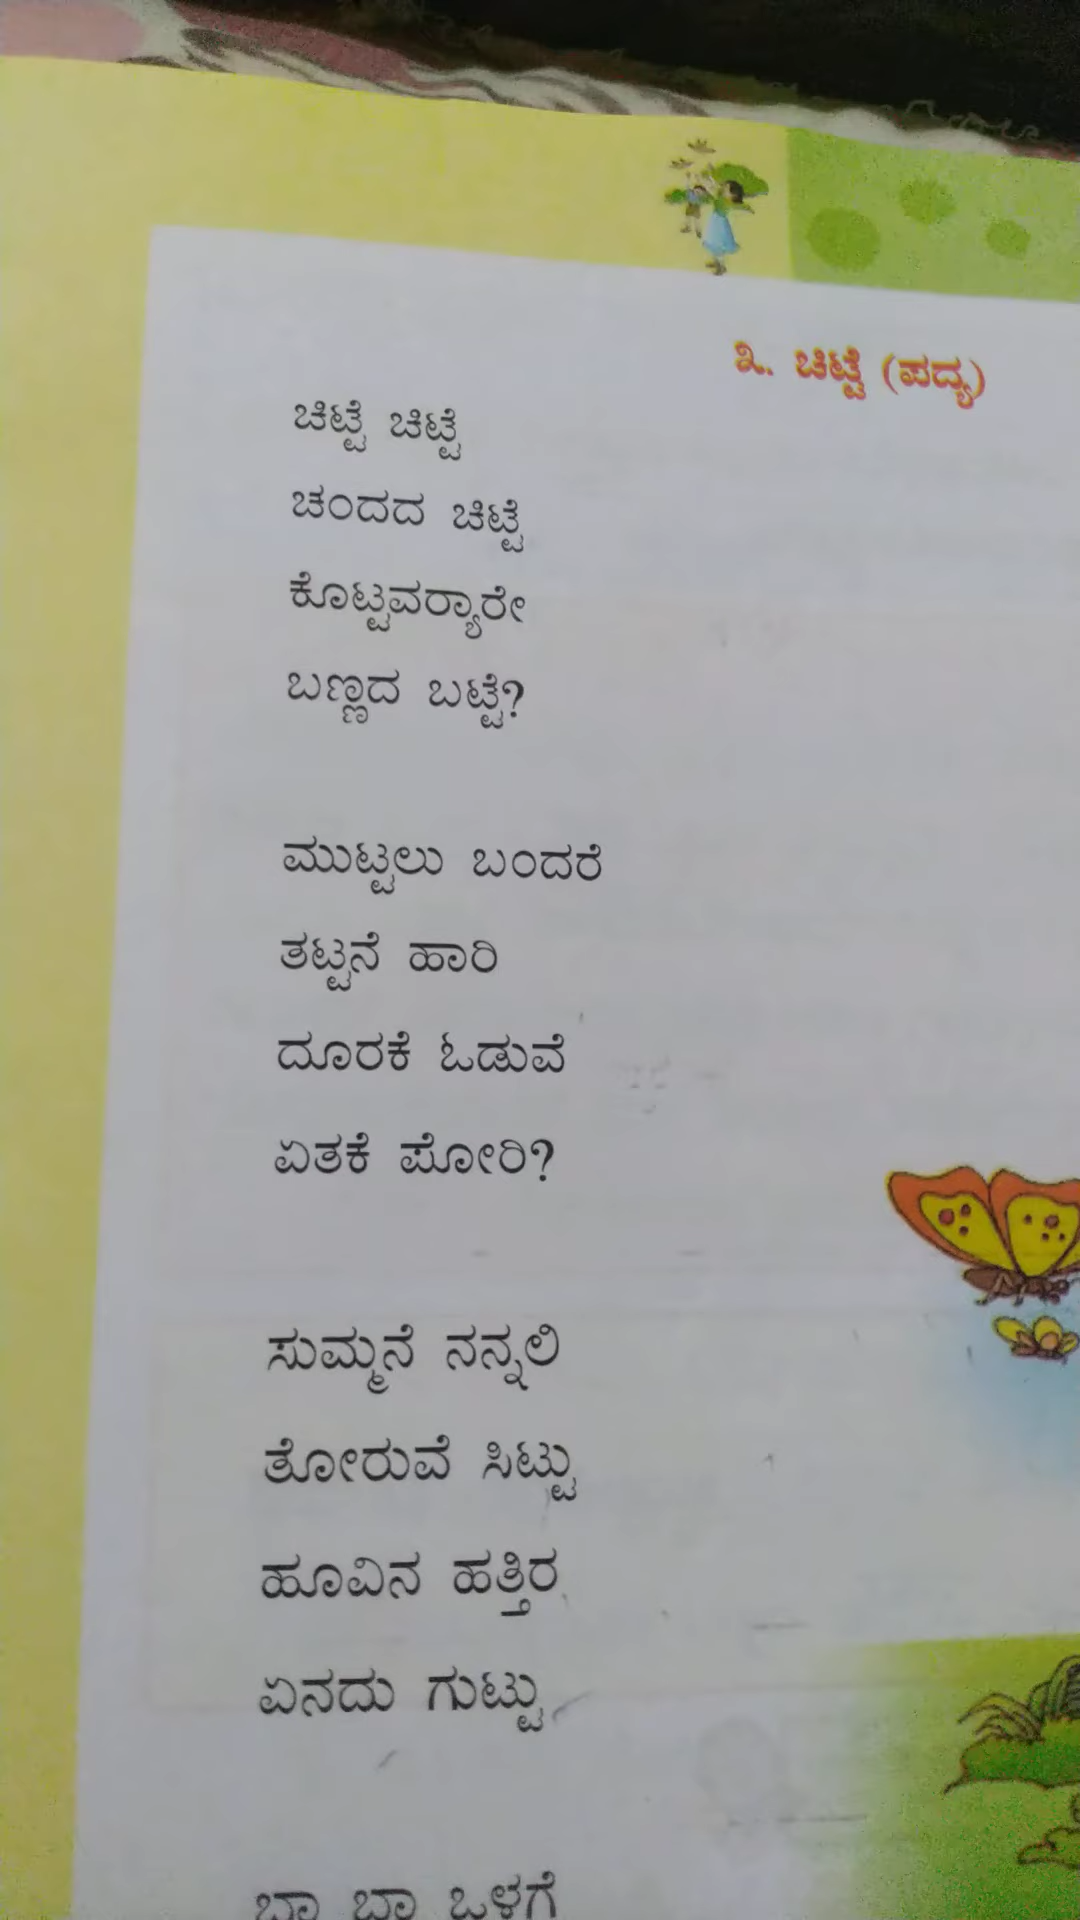 ೩. ಚಿಟ್ಟೆ (ಪದ್ಯ)
ಚಿಟ್ಟೆ ಚಿಟ್ಟೆ
ಚಂದದ ಚಿಟ್ಟೆ
ಕೊಟ್ಟವರ‍್ಯಾರೇ
ಬಣ್ಣದ ಬಟ್ಟೆ?
ಮುಟ್ಟಲು ಬಂದರೆ
ತಟ್ಟನೆ ಹಾರಿ
ದೂರಕೆ ಓಡುವೆ
ಏತಕೆ ಪೋರಿ?
ಸುಮ್ಮನೆ ನನ್ನಲಿ
ತೋರುವೆ ಸಿಟ್ಟು
ಹೂವಿನ ಹತ್ತಿರ
ಏನದು ಗುಟ್ಟು
ಬಾ ಬಾ ಒಳಗೆ